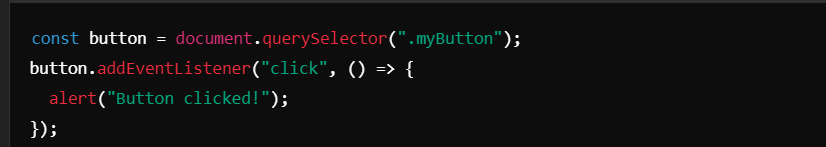 const button = document.querySelector(".myButton");
button.addEventListener("click", () => {
  alert("Button clicked!");
});